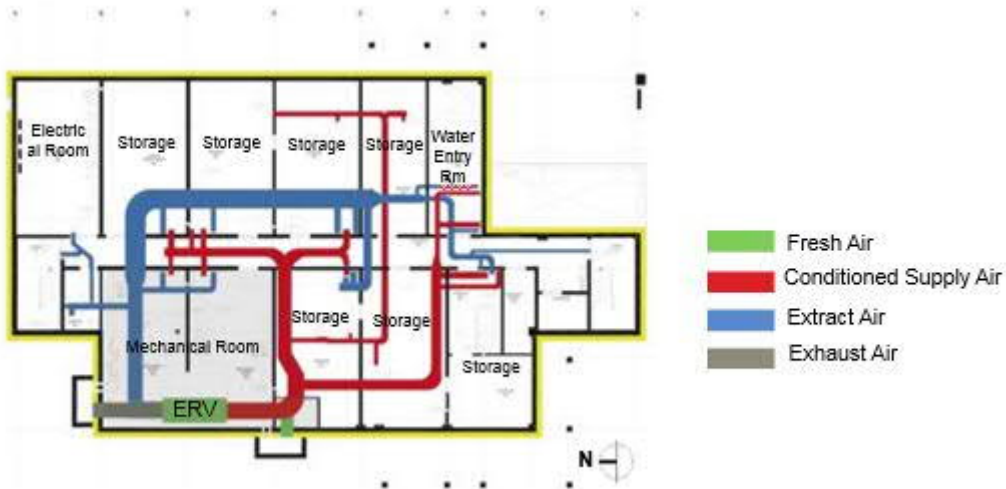 Electric
al Room
Storage
Storage
Storage
Storage
Water
Entry
Rm
Storage
Storage
Mechanical Room
Storage
ERV
N
Fresh Air
Conditioned Supply Air
Extract Air
Exhaust Air